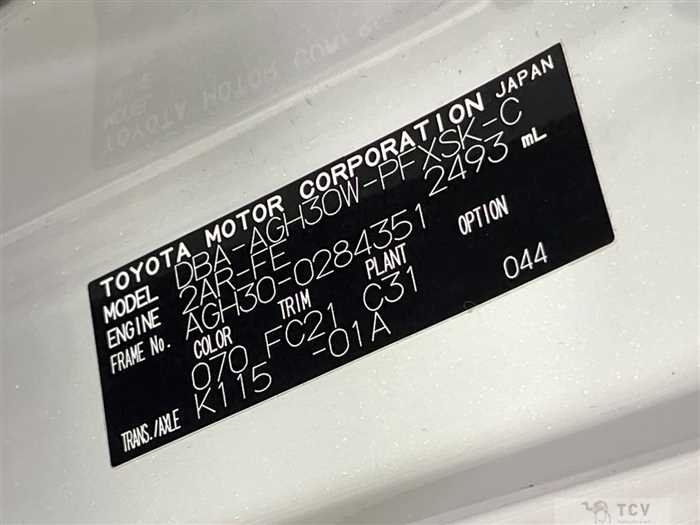 TOYOTA MOTOR CORPORATION JAPAN
MODEL DBA-AGH30W-PFXSK-C
ENGINE 2AR-FE 2493 mL
FRAME No. AGH30-0284351
COLOR TRIM PLANT OPTION
070 FC21 C31 044
TRANS./AXLE K115 -01A
TCV